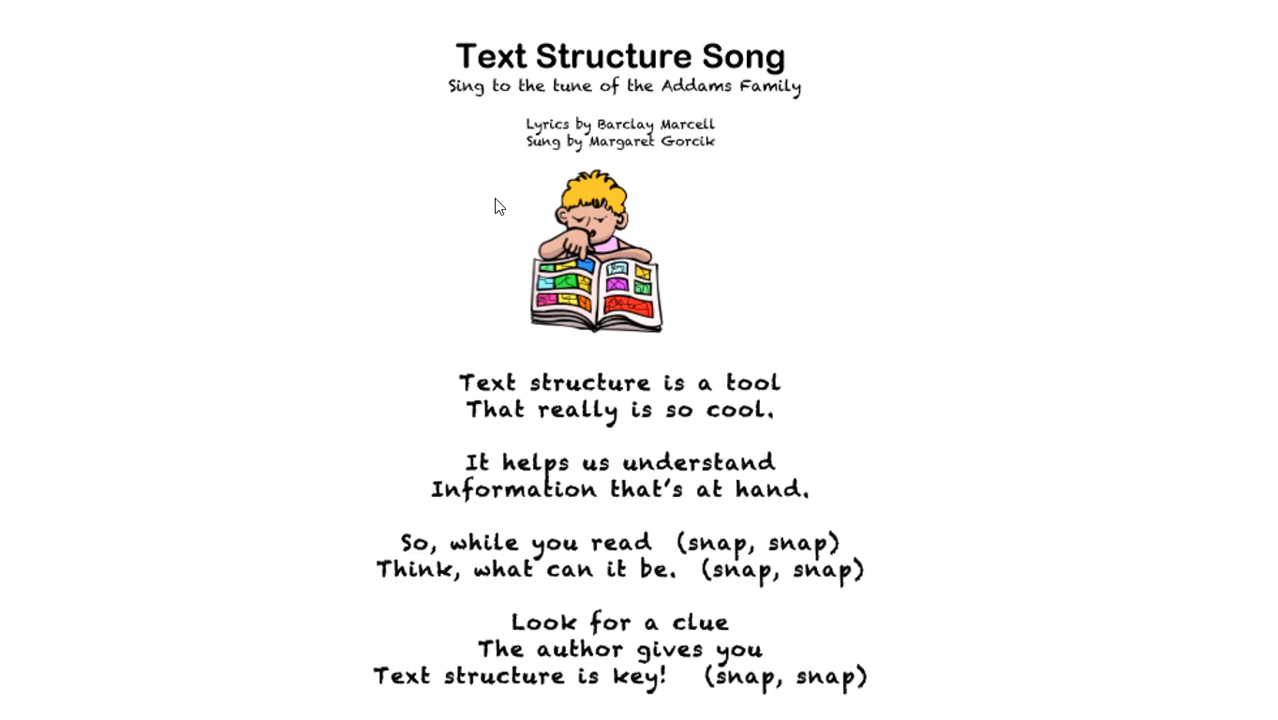 Text Structure Song
Sing to the tune of the Addams Family
Lyrics by Barclay Marcell
Sung by Margaret Gorcik
Text structure is a tool
That really is so cool.
It helps us understand
Information that's at hand.
So, while you read (snap, snap)
Think, what can it be. (snap, snap)
Look for a clue
The author gives you
Text structure is key! (snap, snap)